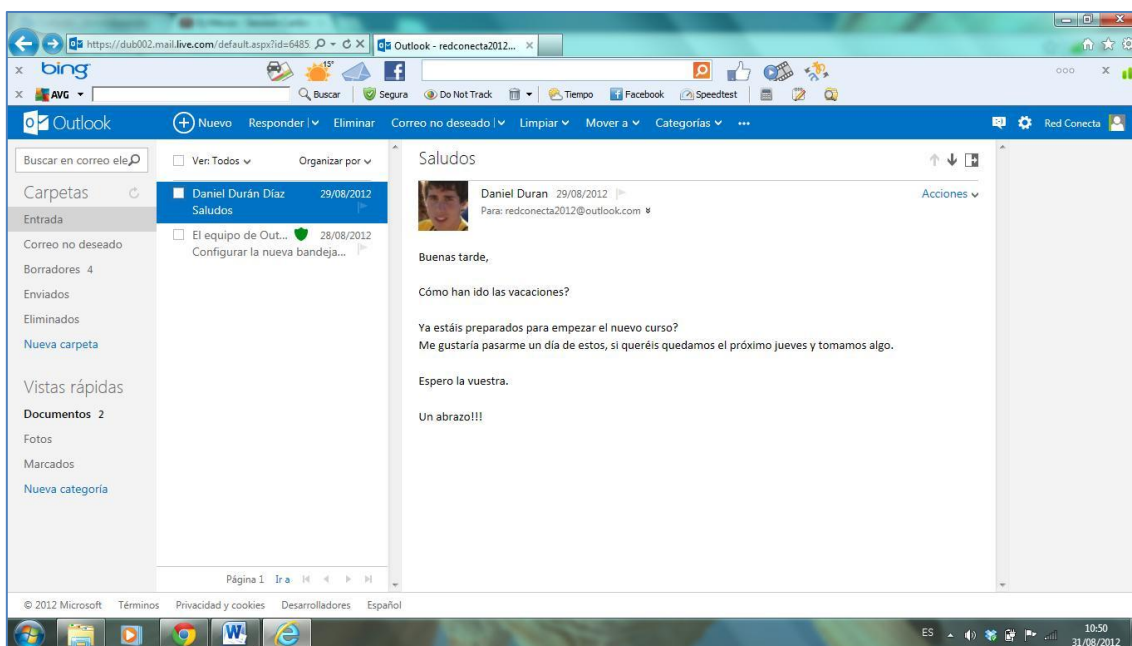 https://dub002.mail.live.com/default.aspx?id=6485
Outlook - redconecta2012...
bing
15°
AVG
Buscar
Segura
Do Not Track
Tiempo
Facebook
Speedtest
Outlook
Nuevo Responder Eliminar Correo no deseado Limpiar Mover a Categorías ...
Red Conecta
Buscar en correo ele
Carpetas
Entrada
Correo no deseado
Borradores 4
Enviados
Eliminados
Nueva carpeta
Vistas rápidas
Documentos 2
Fotos
Marcados
Nueva categoría
Ver: Todos Organizar por
Daniel Durán Díaz 29/08/2012
Saludos
El equipo de Out... 28/08/2012
Configurar la nueva bandeja...
Página 1 Ir a
Saludos
Daniel Duran 29/08/2012
Para: redconecta2012@outlook.com
Acciones
Buenas tarde,
Cómo han ido las vacaciones?
Ya estáis preparados para empezar el nuevo curso?
Me gustaría pasarme un día de estos, si queréis quedamos el próximo jueves y tomamos algo.
Espero la vuestra.
Un abrazo!!!
© 2012 Microsoft Términos Privacidad y cookies Desarrolladores Español
ES
10:50
31/08/2012